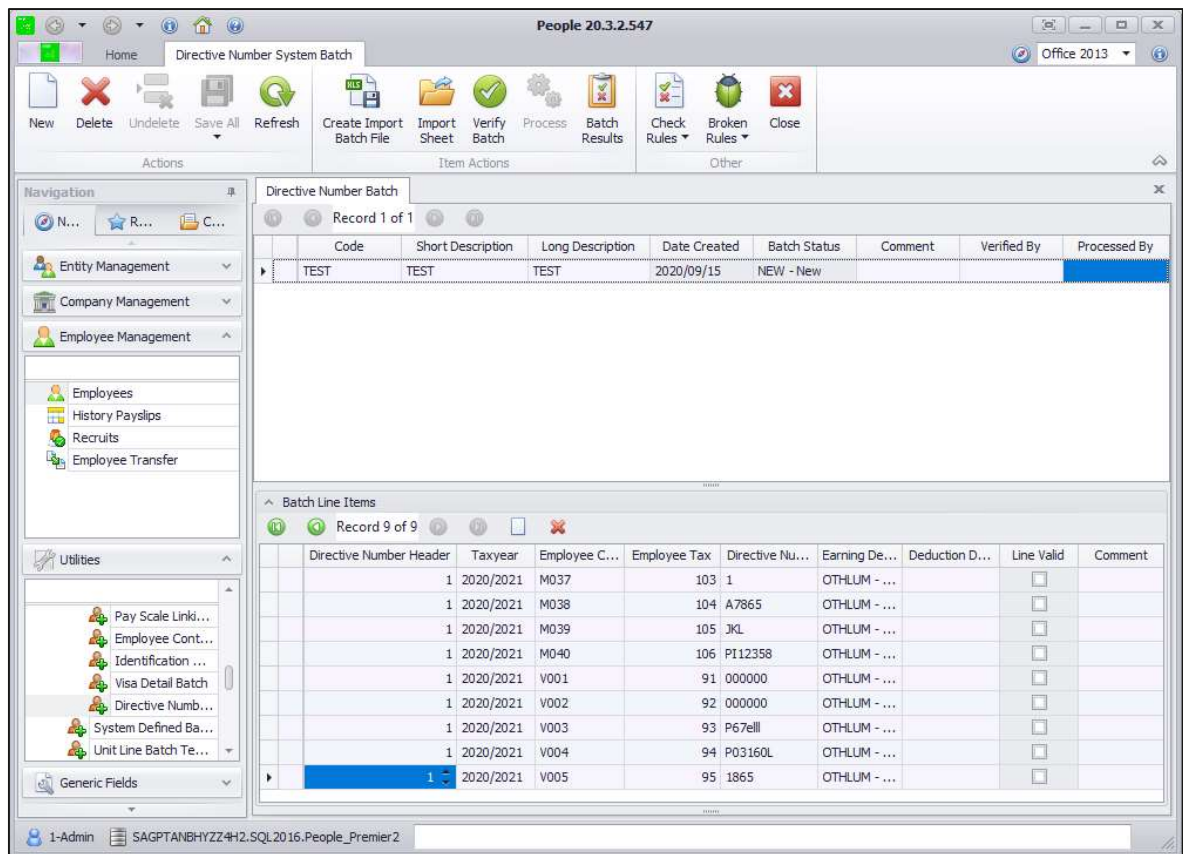 People 20.3.2.547
Home Directive Number System Batch Office 2013
New Delete Undelete Save All Refresh Create Import Batch File Import Sheet Verify Batch Process Batch Results Check Rules Broken Rules Close
Actions Item Actions Other
Navigation
N... R... C...
Entity Management
Company Management
Employee Management
Employees
History Payslips
Recruits
Employee Transfer
Utilities
Pay Scale Linki...
Employee Cont...
Identification ...
Visa Detail Batch
Directive Numb...
System Defined Ba...
Unit Line Batch Te...
Generic Fields
Directive Number Batch
Record 1 of 1
Code Short Description Long Description Date Created Batch Status Comment Verified By Processed By
TEST TEST TEST 2020/09/15 NEW - New
Batch Line Items
Record 9 of 9
Directive Number Header Taxyear Employee C... Employee Tax Directive Nu... Earning De... Deduction D... Line Valid Comment
1 2020/2021 M037 103 1 OTHLUM - ...
1 2020/2021 M038 104 A7865 OTHLUM - ...
1 2020/2021 M039 105 JKL OTHLUM - ...
1 2020/2021 M040 106 PI12358 OTHLUM - ...
1 2020/2021 V001 91 000000 OTHLUM - ...
1 2020/2021 V002 92 000000 OTHLUM - ...
1 2020/2021 V003 93 P67elll OTHLUM - ...
1 2020/2021 V004 94 P03160L OTHLUM - ...
1 2020/2021 V005 95 1865 OTHLUM - ...
1-Admin SAGPTANBHYZZ4H2.SQL2016.People_Premier2